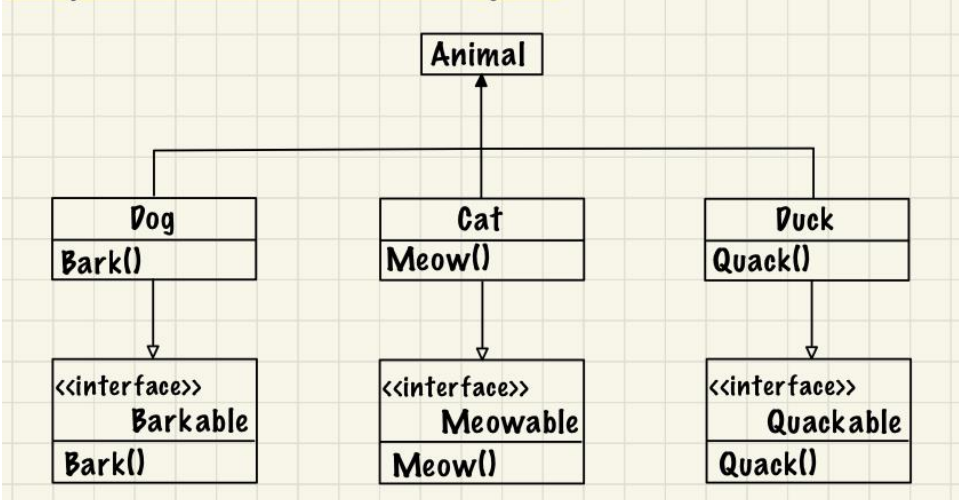 Animal
Dog
Bark()
Cat
Meow()
Duck
Quack()
<<interface>>
Barkable
Bark()
<<interface>>
Meowable
Meow()
<<interface>>
Quackable
Quack()